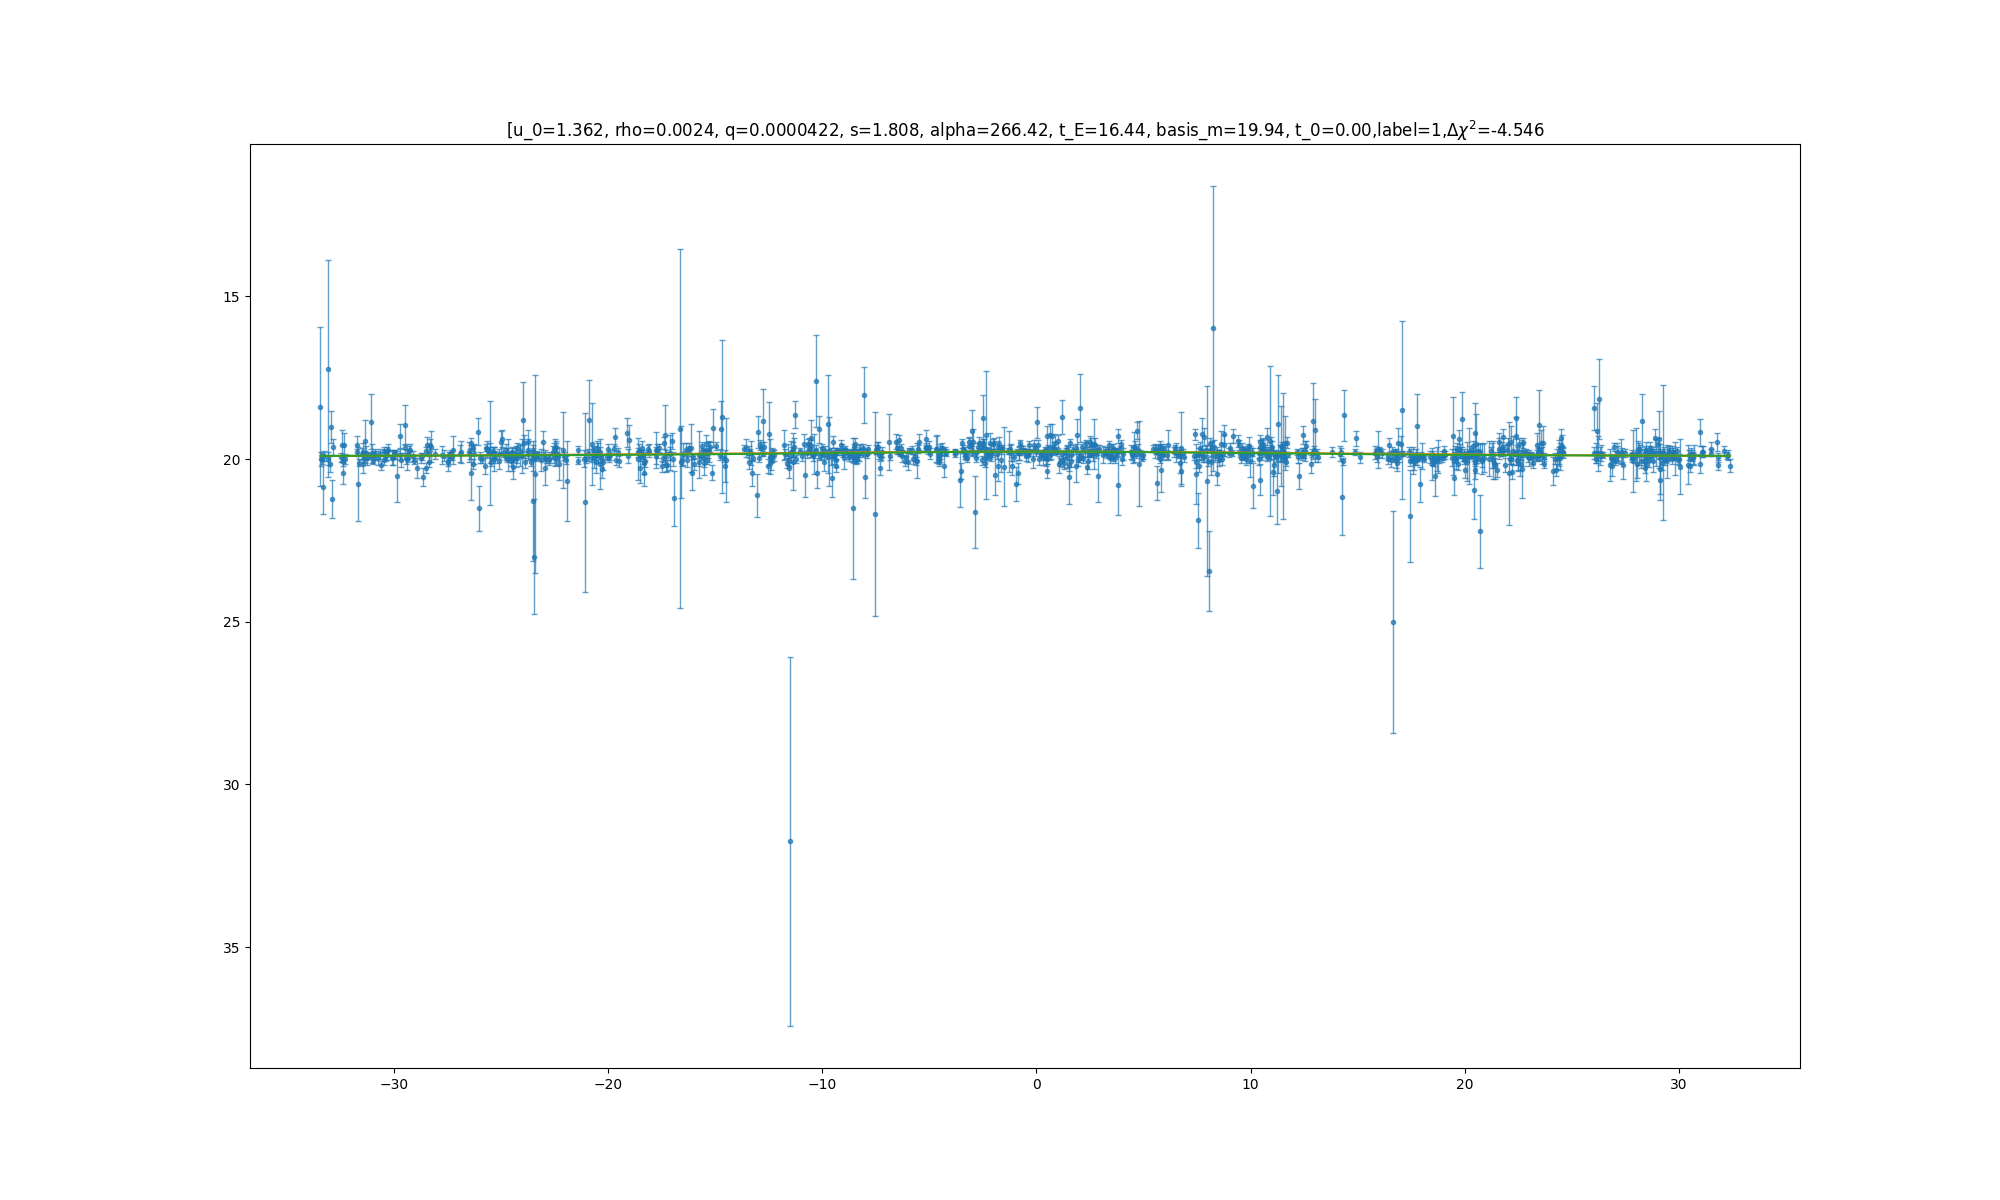 [u_0=1.362, rho=0.0024, q=0.0000422, s=1.808, alpha=266.42, t_E=16.44, basis_m=19.94, t_0=0.00,label=1,Δχ²=-4.546
15
20
25
30
35
−30 −20 −10 0 10 20 30